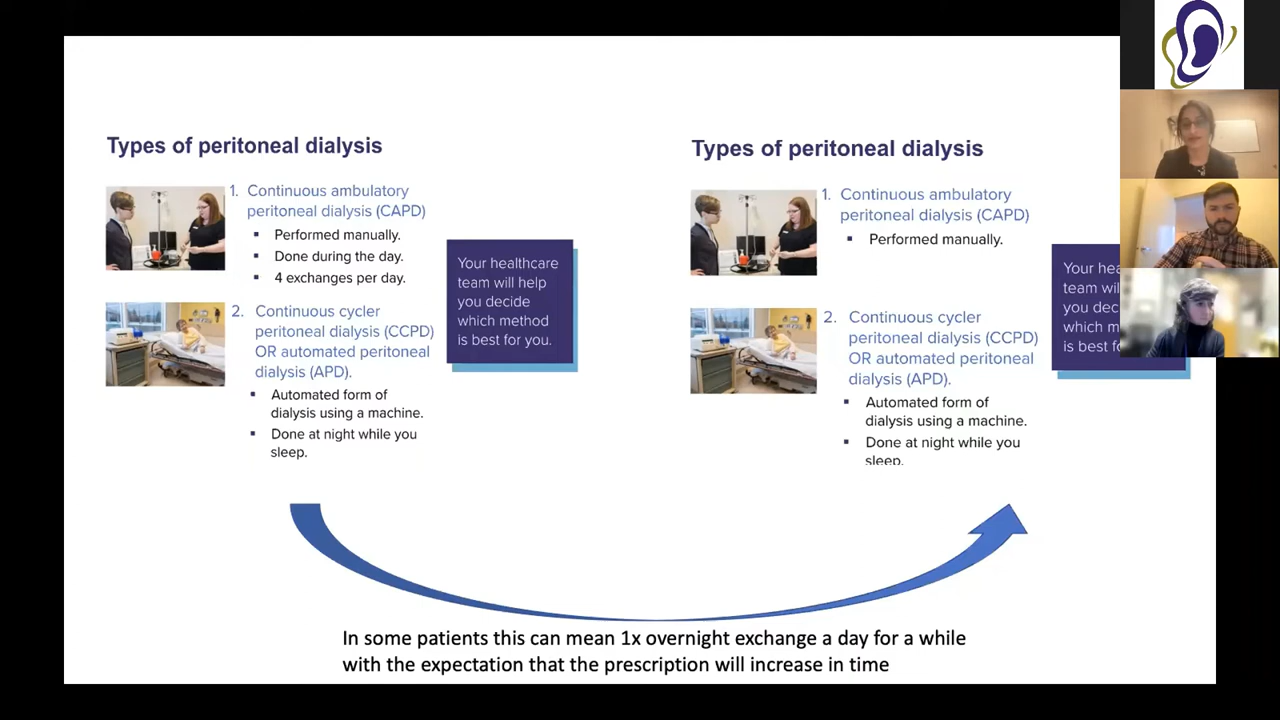 Types of peritoneal dialysis
1. Continuous ambulatory
peritoneal dialysis (CAPD)
▪ Performed manually.
▪ Done during the day.
▪ 4 exchanges per day.
2. Continuous cycler
peritoneal dialysis (CCPD)
OR automated peritoneal
dialysis (APD).
▪ Automated form of
dialysis using a machine.
▪ Done at night while you
sleep.
Your healthcare
team will help
you decide
which method
is best for you.
Types of peritoneal dialysis
1. Continuous ambulatory
peritoneal dialysis (CAPD)
▪ Performed manually.
2. Continuous cycler
peritoneal dialysis (CCPD)
OR automated peritoneal
dialysis (APD).
▪ Automated form of
dialysis using a machine.
▪ Done at night while you
sleep.
Your
team
you
which
is best
In some patients this can mean 1x overnight exchange a day for a while
with the expectation that the prescription will increase in time